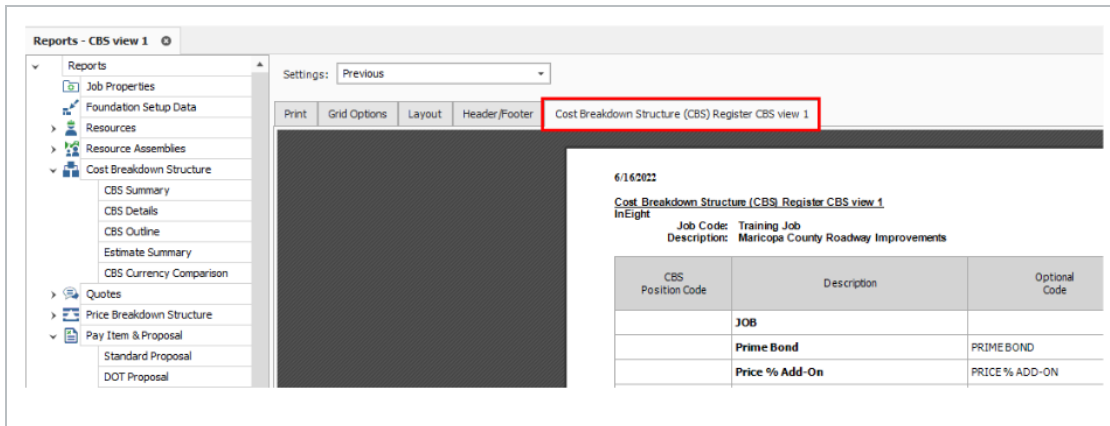 Reports - CBS view 1
Reports
Job Properties
Foundation Setup Data
Resources
Resource Assemblies
Cost Breakdown Structure
CBS Summary
CBS Details
CBS Outline
Estimate Summary
CBS Currency Comparison
Quotes
Price Breakdown Structure
Pay Item & Proposal
Standard Proposal
DOT Proposal
Settings: Previous
Print Grid Options Layout Header/Footer Cost Breakdown Structure (CBS) Register CBS view 1
6/16/2022
Cost Breakdown Structure (CBS) Register CBS view 1
InEight
Job Code: Training Job
Description: Maricopa County Roadway Improvements
CBS Position Code Description Optional Code
JOB
Prime Bond PRIME BOND
Price % Add-On PRICE % ADD-ON